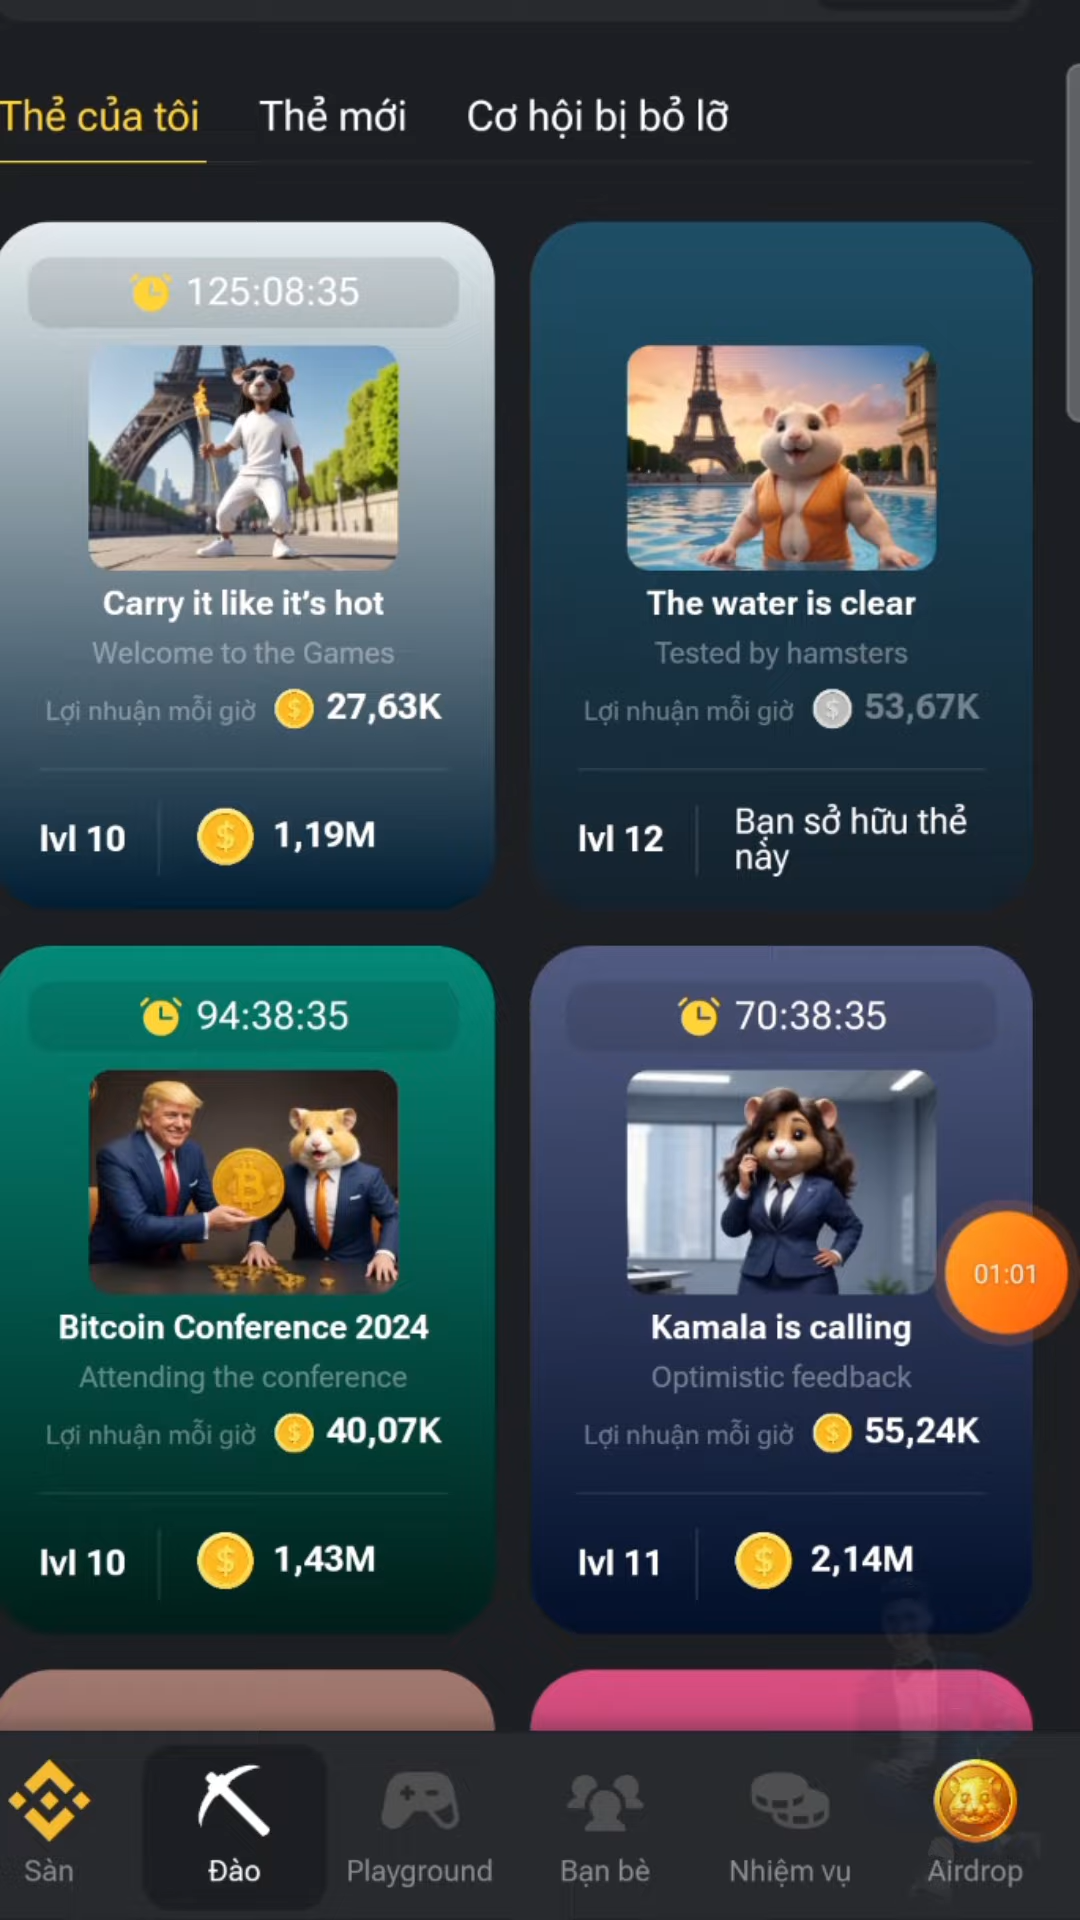 Thẻ của tôi
Thẻ mới
Cơ hội bị bỏ lỡ
125:08:35
Carry it like it’s hot
Welcome to the Games
Lợi nhuận mỗi giờ 27,63K
lvl 10
1,19M
The water is clear
Tested by hamsters
Lợi nhuận mỗi giờ 53,67K
lvl 12
Bạn sở hữu thẻ
này
94:38:35
Bitcoin Conference 2024
Attending the conference
Lợi nhuận mỗi giờ 40,07K
lvl 10
1,43M
70:38:35
Kamala is calling
Optimistic feedback
Lợi nhuận mỗi giờ 55,24K
lvl 11
2,14M
01:01
Sàn
Đào
Playground
Bạn bè
Nhiệm vụ
Airdrop